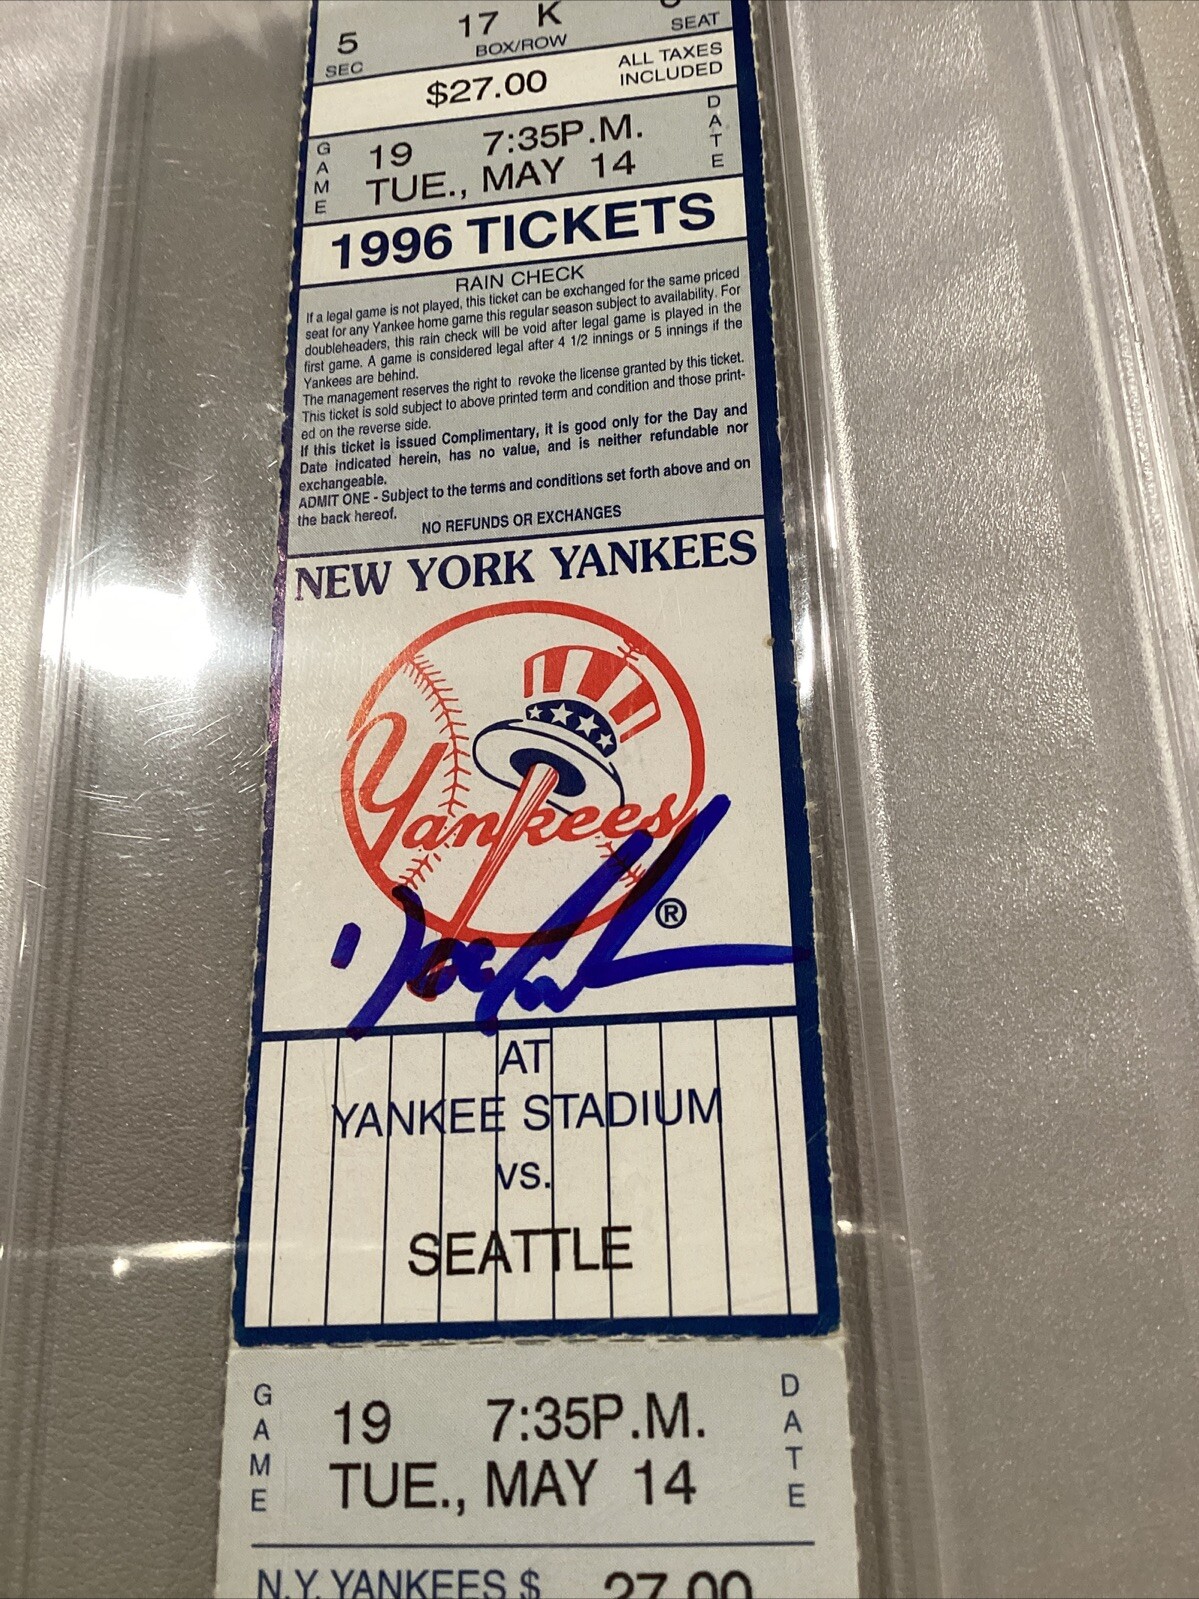 5 17 K
SEC BOX/ROW SEAT
$27.00 ALL TAXES INCLUDED
GAME 19 7:35P.M. DATE
TUE., MAY 14
1996 TICKETS
RAIN CHECK
If a legal game is not played, this ticket can be exchanged for the same priced
seat for any Yankee home game this regular season subject to availability. For
doubleheaders, this rain check will be void after legal game is played in the
first game. A game is considered legal after 4 1/2 innings or 5 innings if the
Yankees are behind.
The management reserves the right to revoke the license granted by this ticket.
This ticket is sold subject to above printed term and condition and those print-
ed on the reverse side.
If this ticket is issued Complimentary, it is good only for the Day and
Date indicated herein, has no value, and is neither refundable nor
exchangeable.
ADMIT ONE - Subject to the terms and conditions set forth above and on
the back hereof.
NO REFUNDS OR EXCHANGES
NEW YORK YANKEES
Yankees
®
AT
YANKEE STADIUM
VS.
SEATTLE
GAME 19 7:35P.M. DATE
TUE., MAY 14
N.Y. YANKEES $ 27.00